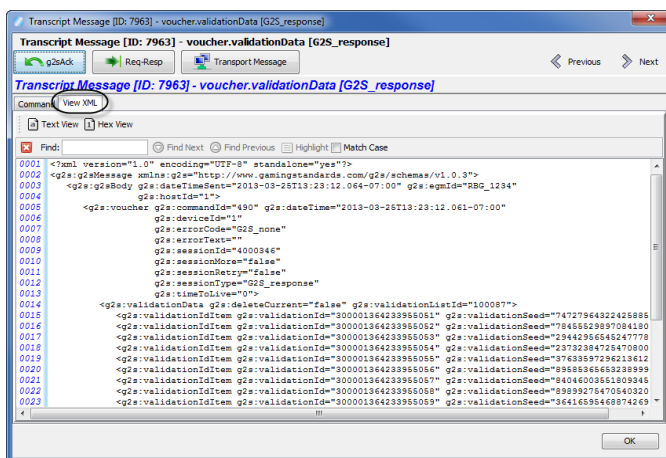 Transcript Message [ID: 7963] - voucher.validationData [G2S_response]
Transcript Message [ID: 7963] - voucher.validationData [G2S_response]
g2sAck Req-Resp Transport Message Previous Next
Transcript Message [ID: 7963] - voucher.validationData [G2S_response]
Command View XML
Text View Hex View
Find: Find Next Find Previous Highlight Match Case
0001 <?xml version="1.0" encoding="UTF-8" standalone="yes"?>
0002 <g2s:g2sMessage xmlns:g2s="http://www.gamingstandards.com/g2s/schemas/v1.0.3">
0003 <g2s:g2sBody g2s:dateTimeSent="2013-03-25T13:23:12.064-07:00" g2s:egmId="RBG_1234"
0004 g2s:hostId="1">
0005 <g2s:voucher g2s:commandId="490" g2s:dateTime="2013-03-25T13:23:12.061-07:00"
0006 g2s:deviceId="1"
0007 g2s:errorCode="G2S_none"
0008 g2s:errorText=""
0009 g2s:sessionId="4000346"
0010 g2s:sessionMore="false"
0011 g2s:sessionRetry="false"
0012 g2s:sessionType="G2S_response"
0013 g2s:timeToLive="0">
0014 <g2s:validationData g2s:deleteCurrent="false" g2s:validationListId="100087">
0015 <g2s:validationIdItem g2s:validationId="300001364233955051" g2s:validationSeed="74727964322425885
0016 <g2s:validationIdItem g2s:validationId="300001364233955052" g2s:validationSeed="78455529897084180
0017 <g2s:validationIdItem g2s:validationId="300001364233955053" g2s:validationSeed="29442956545247778
0018 <g2s:validationIdItem g2s:validationId="300001364233955054" g2s:validationSeed="23732384725470800
0019 <g2s:validationIdItem g2s:validationId="300001364233955055" g2s:validationSeed="37633597296213612
0020 <g2s:validationIdItem g2s:validationId="300001364233955056" g2s:validationSeed="89585365653238999
0021 <g2s:validationIdItem g2s:validationId="300001364233955057" g2s:validationSeed="84046003551809345
0022 <g2s:validationIdItem g2s:validationId="300001364233955058" g2s:validationSeed="89899275470540320
0023 <g2s:validationIdItem g2s:validationId="300001364233955059" g2s:validationSeed="36416595468874269
OK